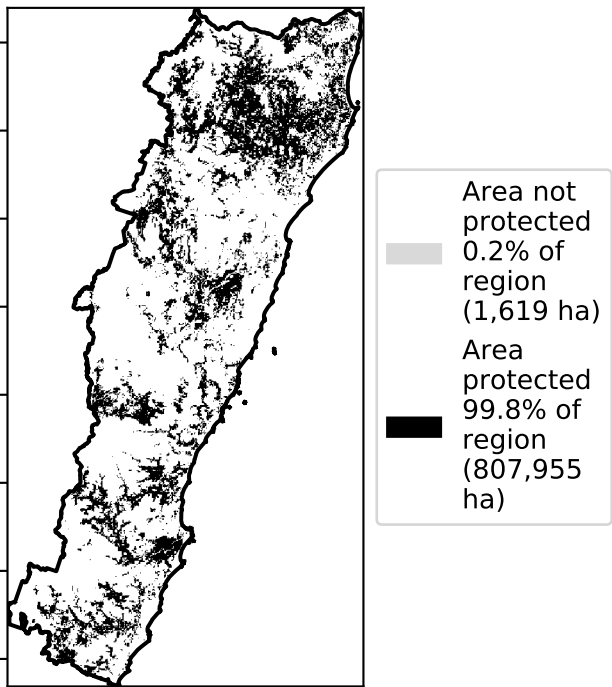 Area not
protected
0.2% of
region
(1,619 ha)
Area
protected
99.8% of
region
(807,955
ha)